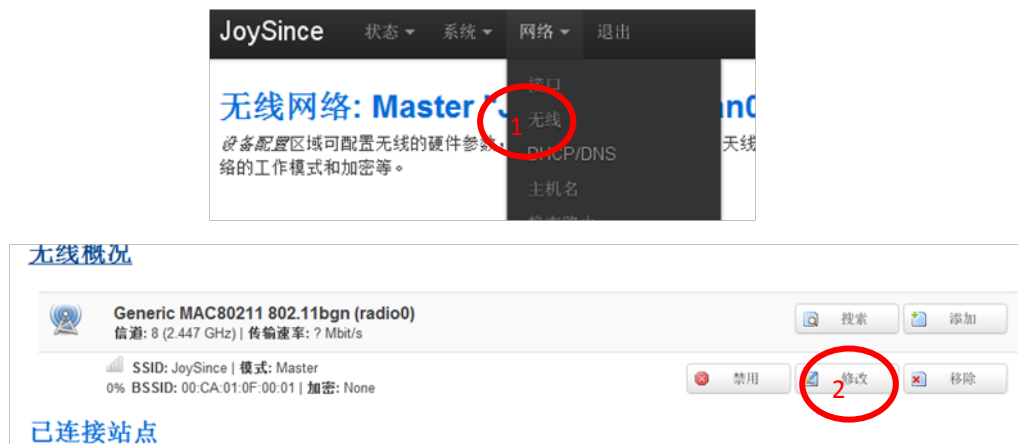 JoySince 状态 系统 网络 退出
接口
无线网络: Master "J
an0
无线
1
设备配置区域可配置无线的硬件参数,
天线
DHCP/DNS
络的工作模式和加密等。
主机名
静态路由
无线概况
Generic MAC80211 802.11bgn (radio0)
搜索 添加
信道: 8 (2.447 GHz) | 传输速率: ? Mbit/s
SSID: JoySince | 模式: Master
禁用 修改 移除
2
0% BSSID: 00:CA:01:0F:00:01 | 加密: None
已连接站点